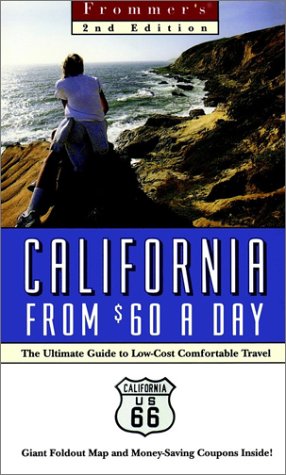 Frommer's®
2nd Edition
CALIFORNIA
FROM $60 A DAY
The Ultimate Guide to Low-Cost Comfortable Travel
CALIFORNIA
US
66
Giant Foldout Map and Money-Saving Coupons Inside!